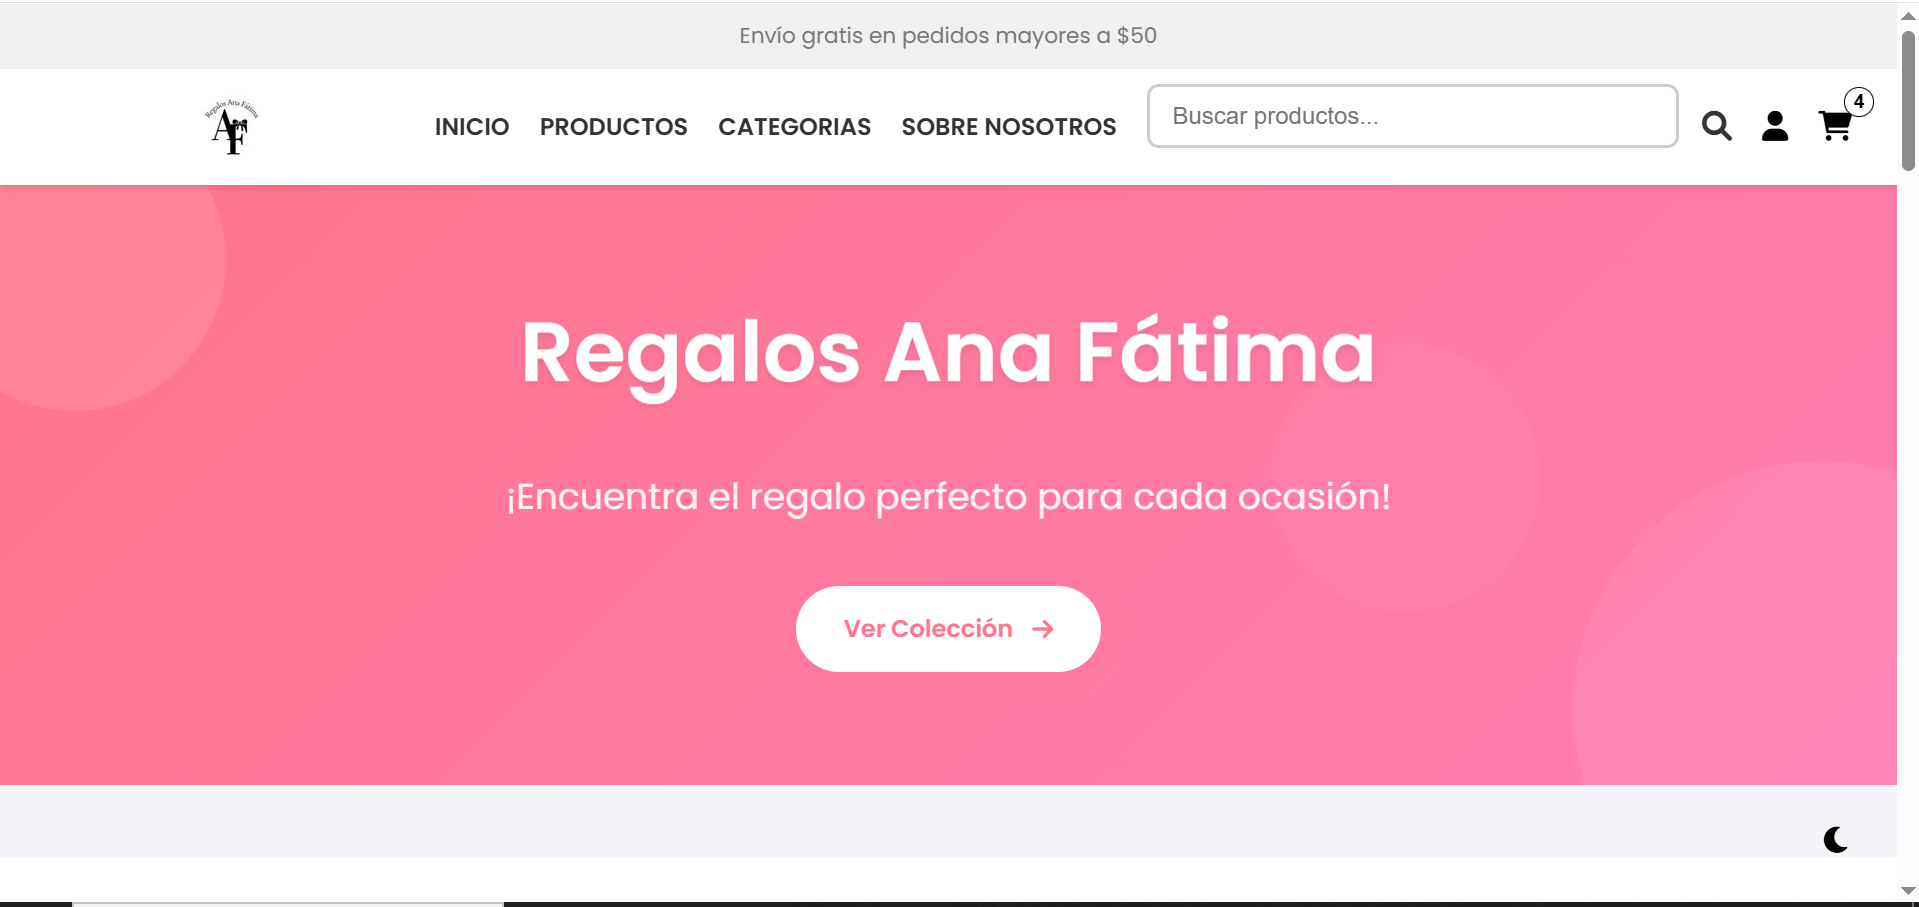 Envío gratis en pedidos mayores a $50
Regalos Ana Fátima
AF
INICIO PRODUCTOS CATEGORIAS SOBRE NOSOTROS Buscar productos... 4
Regalos Ana Fátima
¡Encuentra el regalo perfecto para cada ocasión!
Ver Colección →